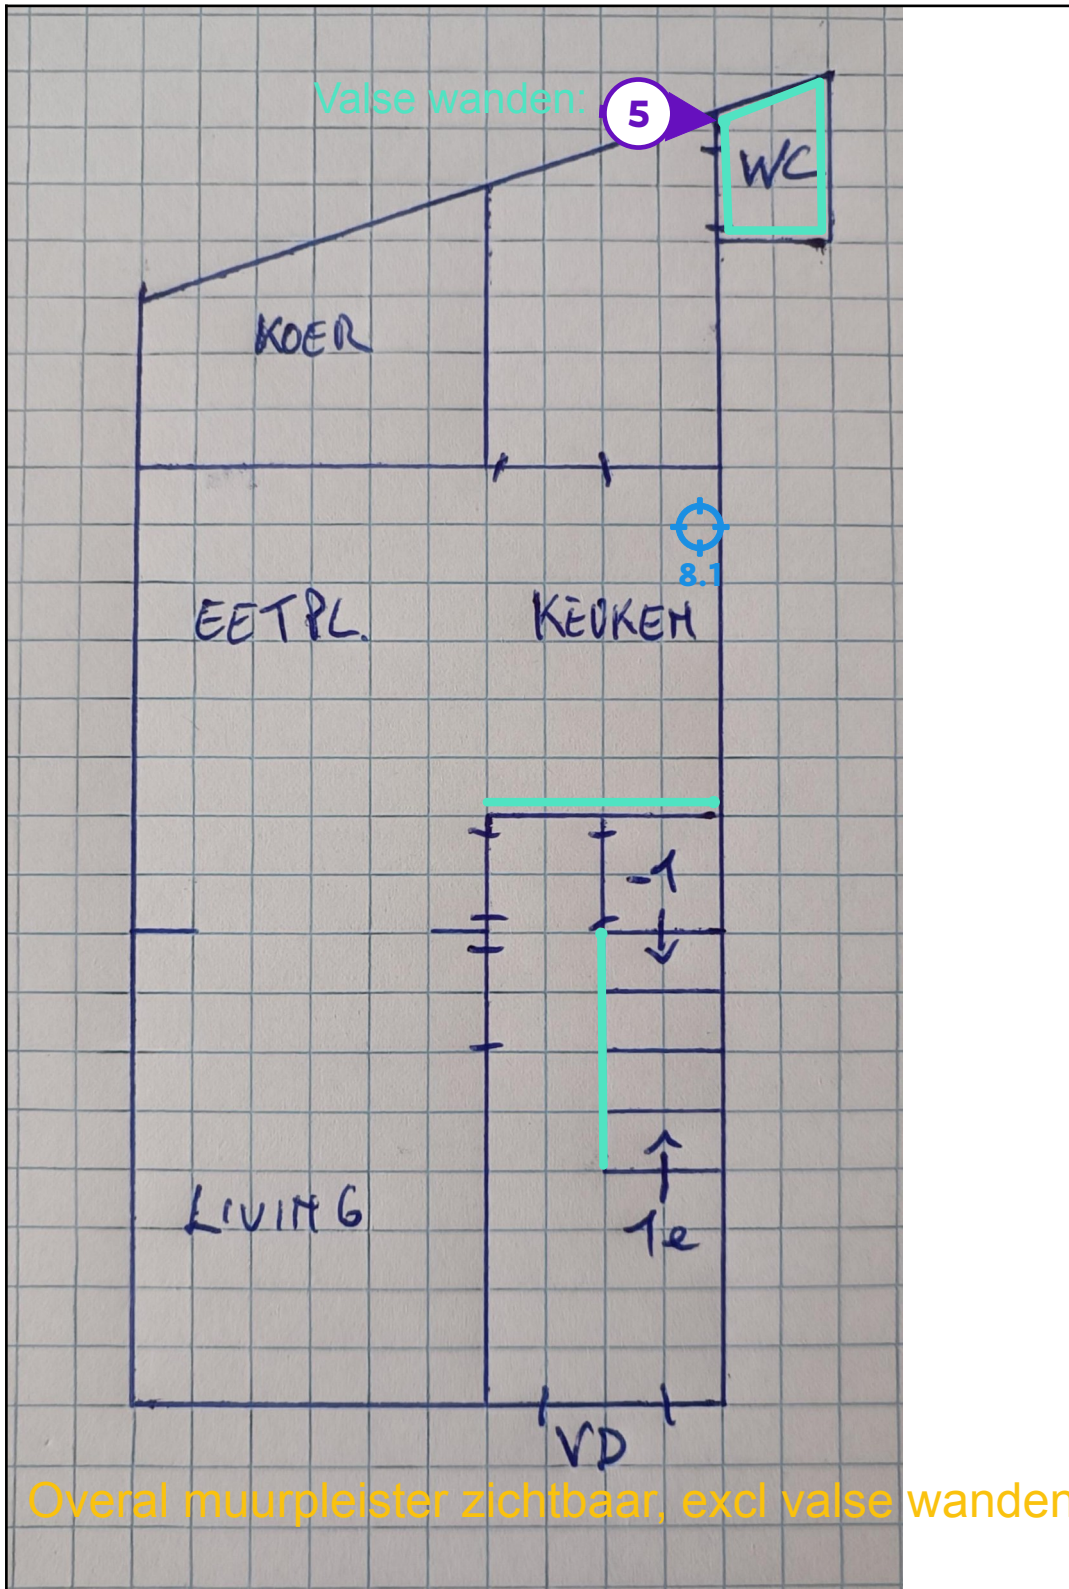 Valse wanden:
5
WC
KOER
8.1
EETPL.
KEUKEN
-1
LIVING
1e
VD
Overal muurpleister zichtbaar, excl valse wanden